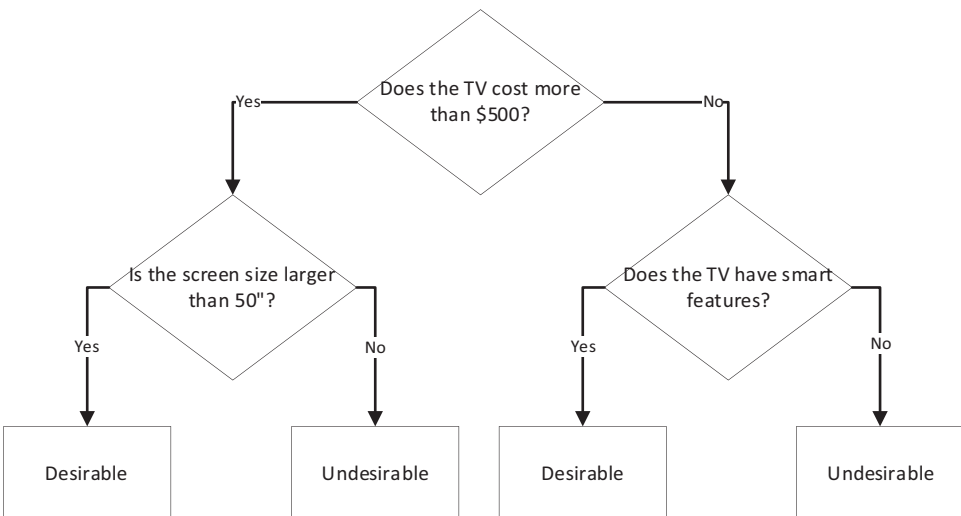 Does the TV cost more
than $500?
Yes
No
Is the screen size larger
than 50"?
Does the TV have smart
features?
Yes
No
Yes
No
Desirable
Undesirable
Desirable
Undesirable